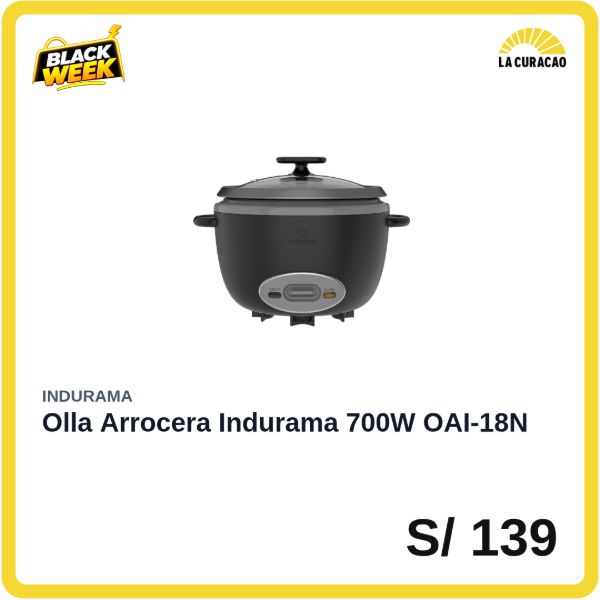 BLACK
WEEK
LA CURACAO
INDURAMA
Olla Arrocera Indurama 700W OAI-18N
S/ 139